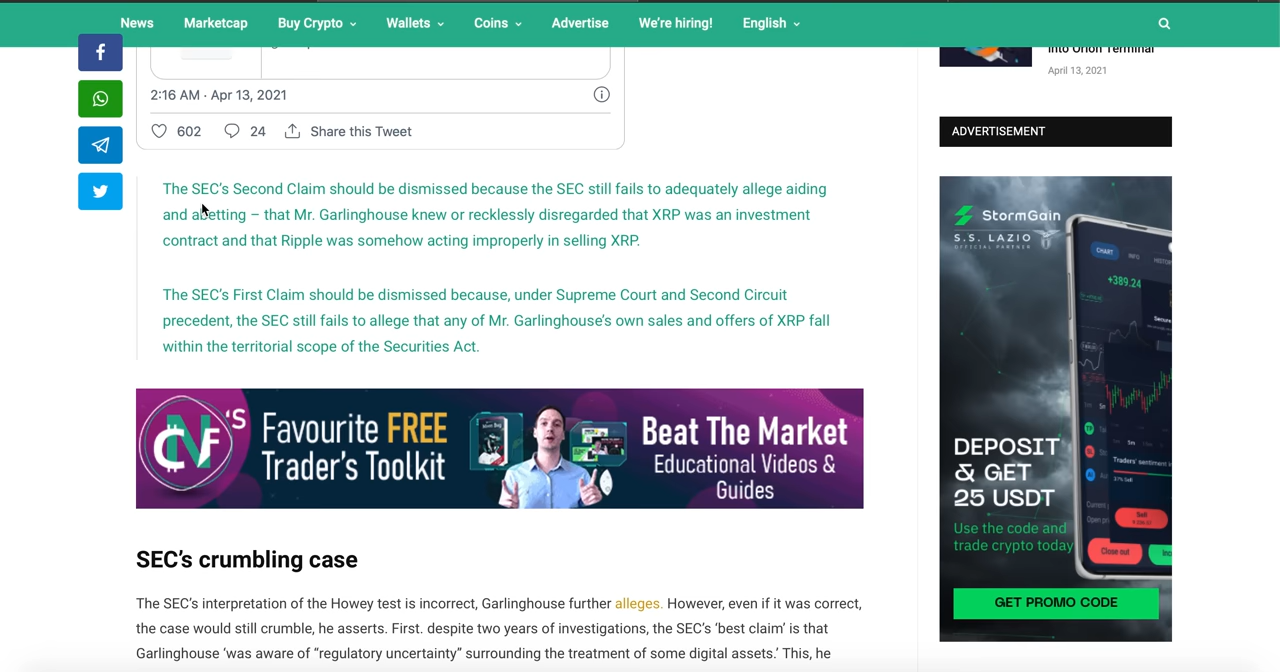 News Marketcap Buy Crypto Wallets Coins Advertise We're hiring! English
2:16 AM · Apr 13, 2021
602 24 Share this Tweet
The SEC's Second Claim should be dismissed because the SEC still fails to adequately allege aiding
and abetting – that Mr. Garlinghouse knew or recklessly disregarded that XRP was an investment
contract and that Ripple was somehow acting improperly in selling XRP.
The SEC's First Claim should be dismissed because, under Supreme Court and Second Circuit
precedent, the SEC still fails to allege that any of Mr. Garlinghouse's own sales and offers of XRP fall
within the territorial scope of the Securities Act.
CNF'S
Favourite FREE
Trader's Toolkit
Beat The Market
Educational Videos &
Guides
SEC's crumbling case
The SEC's interpretation of the Howey test is incorrect, Garlinghouse further alleges. However, even if it was correct,
the case would still crumble, he asserts. First. despite two years of investigations, the SEC's 'best claim' is that
Garlinghouse 'was aware of “regulatory uncertainty” surrounding the treatment of some digital assets.' This, he
into Orion Terminal
April 13, 2021
ADVERTISEMENT
StormGain
S.S. LAZIO
OFFICIAL PARTNER
CHART INFO
+389.24
DEPOSIT
& GET
25 USDT
Use the code and
trade crypto today
Traders' sentiment
Sell
Close out
GET PROMO CODE